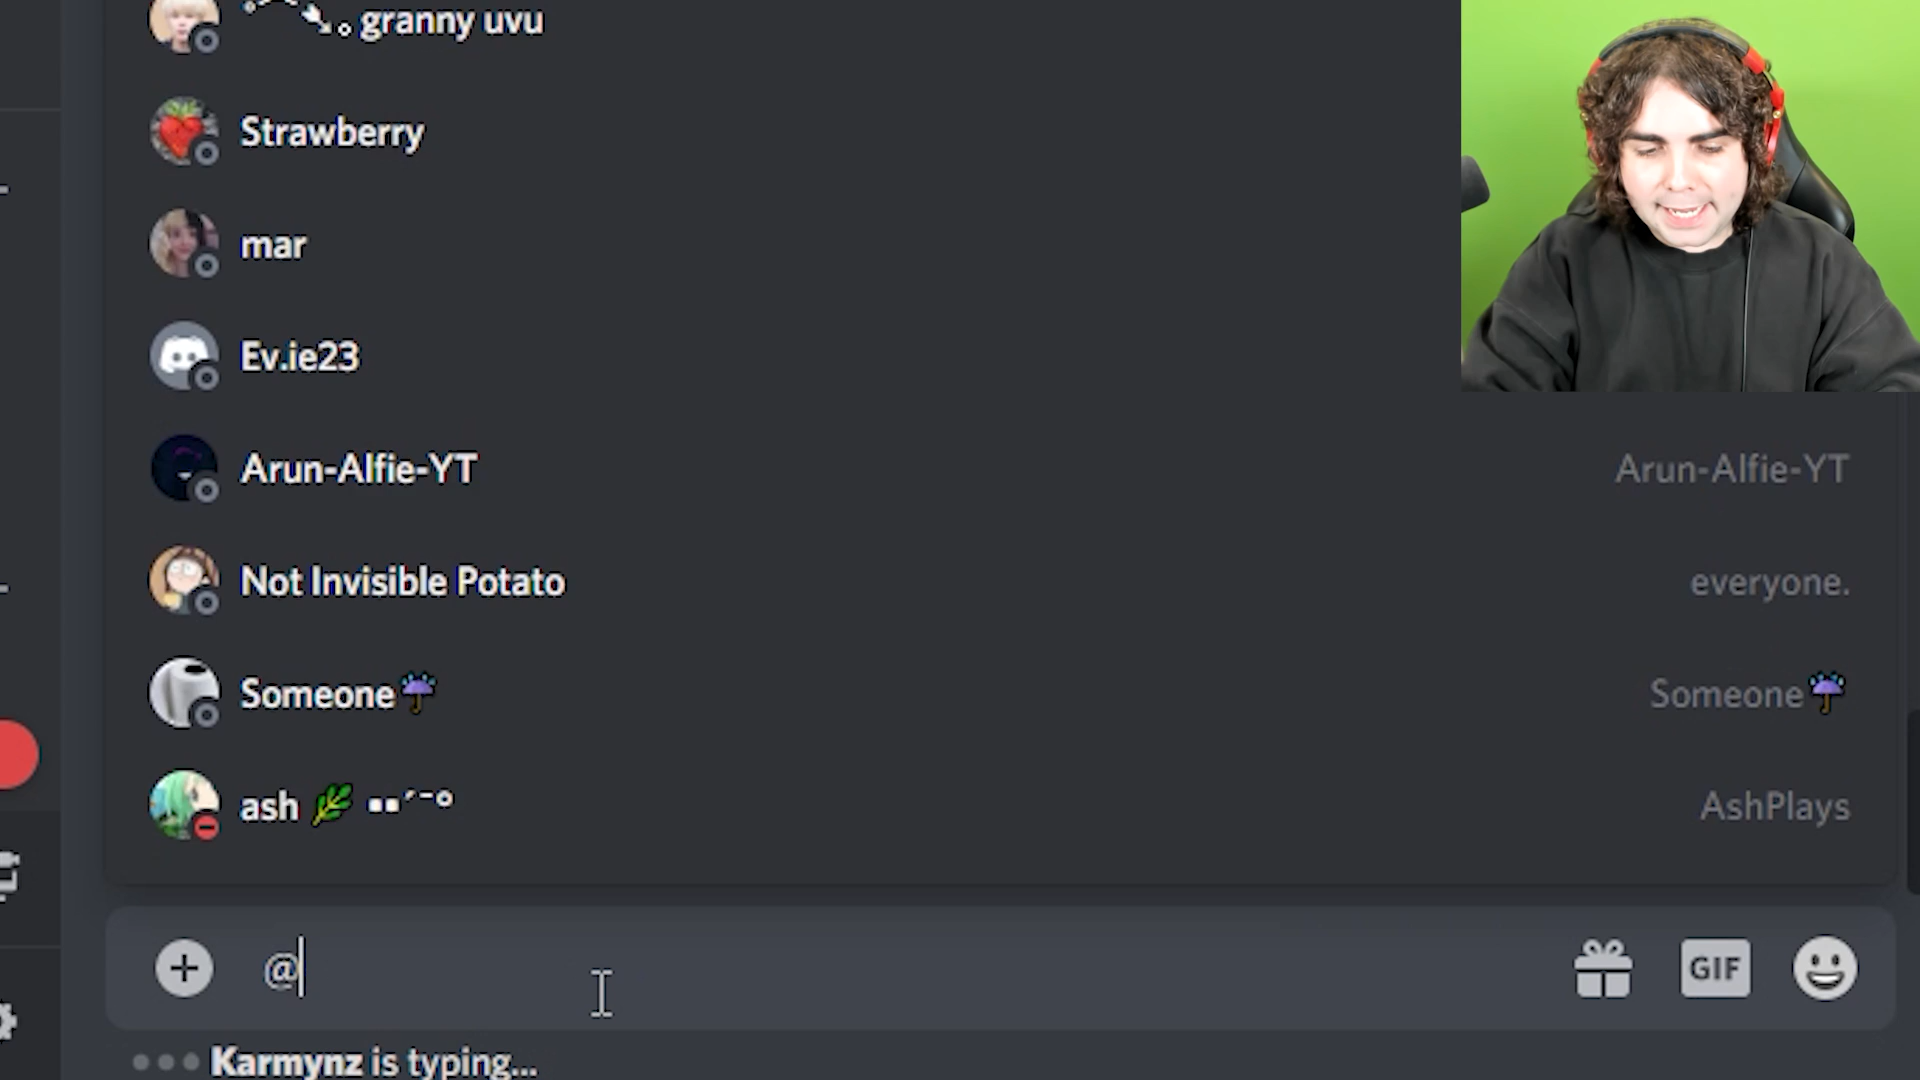 granny uvu
Strawberry
mar
Ev.ie23
Arun-Alfie-YT Arun-Alfie-YT
Not Invisible Potato everyone.
Someone☔ Someone☔
ash 🌿 ▪▪´¯° AshPlays
@ GIF
Karmynz is typing...